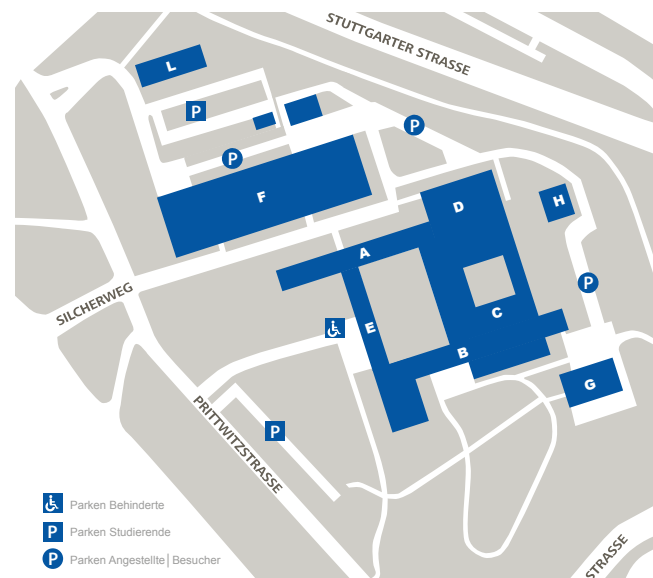 STUTTGARTER STRASSE
L
P
P
P
F
D
H
A
P
SILCHERWEG
C
E
B
G
PRITTWITZSTRASSE
P
Parken Behinderte
P Parken Studierende
P Parken Angestellte | Besucher
STRASSE